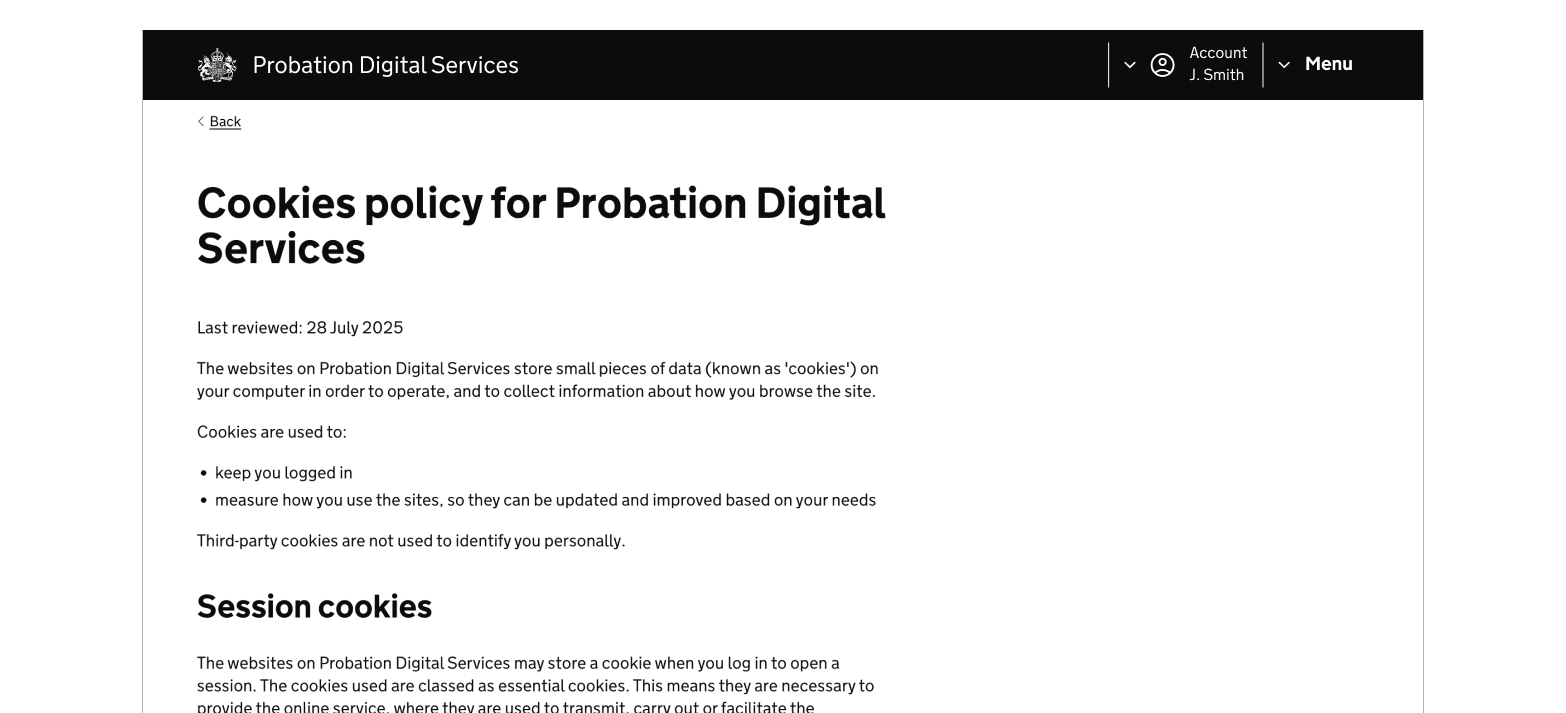 Probation Digital Services
Account
J. Smith
Menu
Back
Cookies policy for Probation Digital
Services
Last reviewed: 28 July 2025
The websites on Probation Digital Services store small pieces of data (known as 'cookies') on
your computer in order to operate, and to collect information about how you browse the site.
Cookies are used to:
• keep you logged in
• measure how you use the sites, so they can be updated and improved based on your needs
Third-party cookies are not used to identify you personally.
Session cookies
The websites on Probation Digital Services may store a cookie when you log in to open a
session. The cookies used are classed as essential cookies. This means they are necessary to
provide the online service, where they are used to transmit, carry out or facilitate the